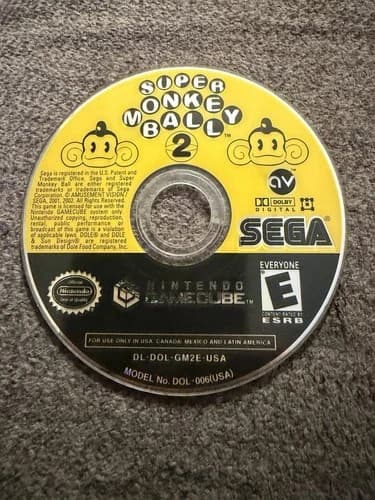 SUPER
MONKEY
BALL™
2
Sega is registered in the U.S. Patent and
Trademark Office. Sega and Super
Monkey Ball are either registered
trademarks or trademarks of Sega
Corporation. © AMUSEMENT VISION /
SEGA, 2001, 2002. All Rights Reserved.
This game is licensed for use with the
Nintendo GAMECUBE system only.
Unauthorized copying, reproduction,
rental, public performance or
broadcast of this game is a violation
of applicable laws. DOLE® and DOLE
& Sun Design® are registered
trademarks of Dole Food Company, Inc.
av
DOLBY
DIGITAL
SEGA
Official
Nintendo
Seal of Quality
NINTENDO
GAMECUBE™
EVERYONE
E
CONTENT RATED BY
ESRB
FOR USE ONLY IN USA, CANADA, MEXICO AND LATIN AMERICA
DL-DOL-GM2E-USA
MODEL No. DOL-006(USA)